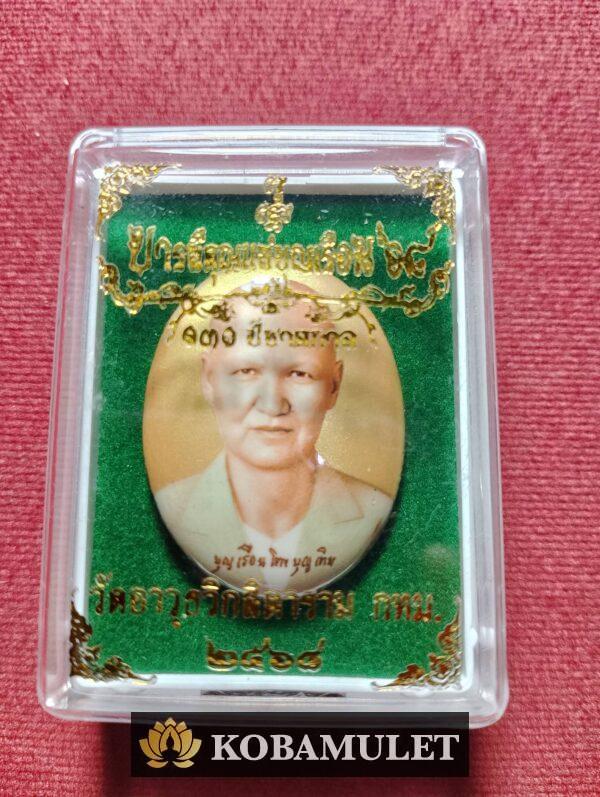 บารมีคุณแม่บุญเรือน ๖๔
๑๓๐ ปีชาตกาล
บุญเรือน โตงบุญเติม
วัดอาวุธวิกสิตาราม กทม.
๒๕๖๔
KOBAMULET